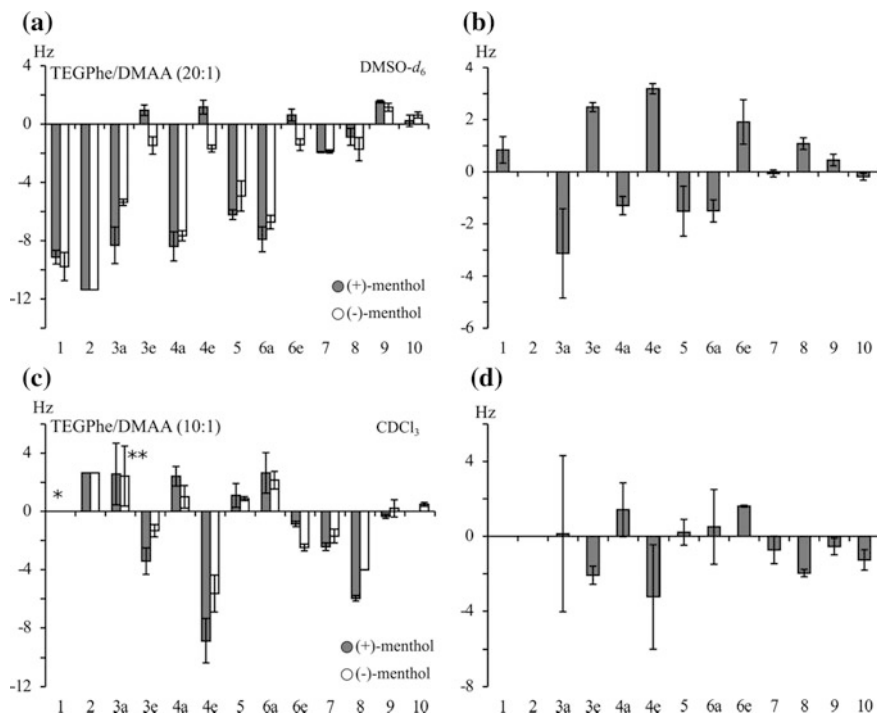 (a)
Hz
TEGPhe/DMAA (20:1)
DMSO-d6
4
0
-4
-8
-12
(+)-menthol
(-)-menthol
1 2 3a 3e 4a 4e 5 6a 6e 7 8 9 10
(b)
Hz
4
2
0
-2
-4
-6
1 2 3a 3e 4a 4e 5 6a 6e 7 8 9 10
(c)
Hz
TEGPhe/DMAA (10:1)
CDCl3
4
0
-4
-8
-12
*
**
(+)-menthol
(-)-menthol
1 2 3a 3e 4a 4e 5 6a 6e 7 8 9 10
(d)
Hz
4
0
-4
-8
1 2 3a 3e 4a 4e 5 6a 6e 7 8 9 10